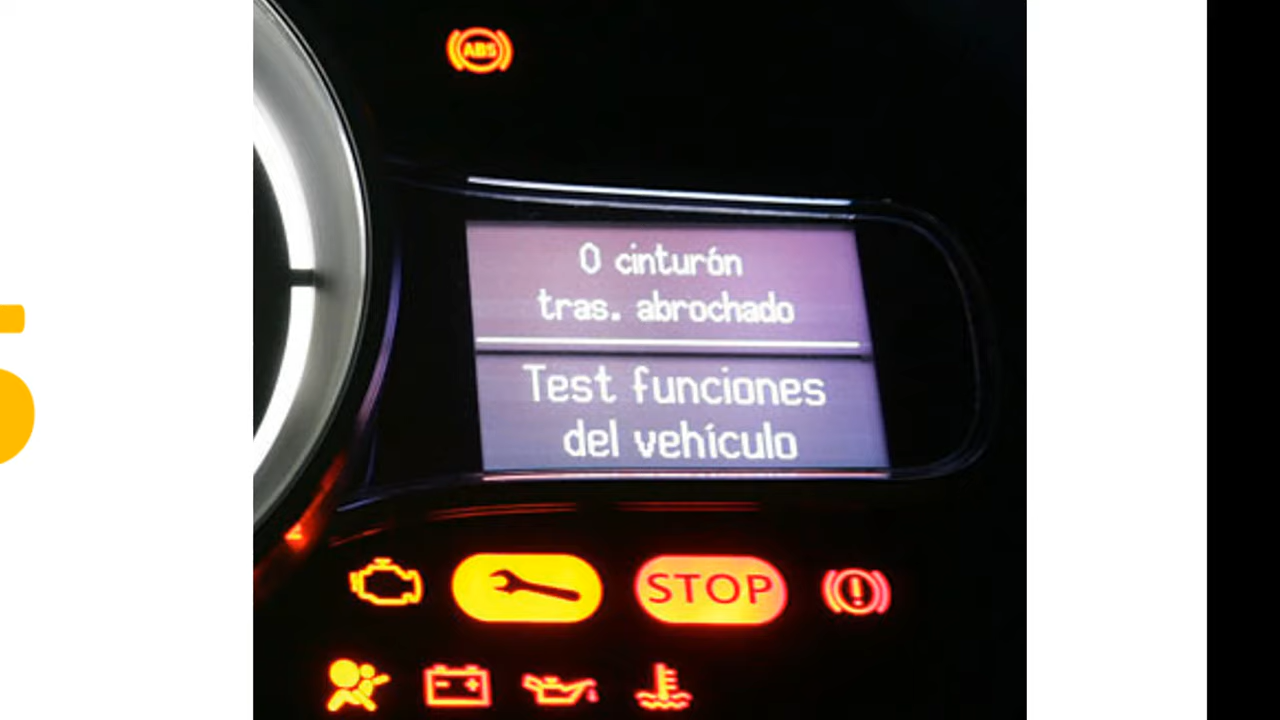 ABS
0 cinturón
tras. abrochado
Test funciones
del vehículo
STOP